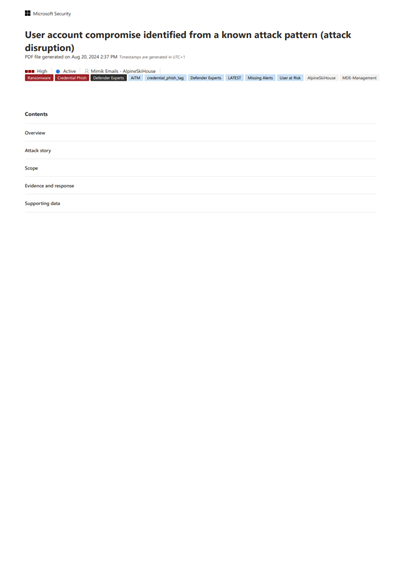 Microsoft Security
User account compromise identified from a known attack pattern (attack
disruption)
PDF file generated on Aug 20, 2024 2:37 PM Timestamps are generated in UTC+1
High Active Mimik Emails - AlpineSkiHouse
Ransomware Credential Phish Defender Experts AiTM credential_phish_tag Defender Experts LATEST Missing Alerts User at Risk AlpineSkiHouse MDE-Management
Contents
Overview
Attack story
Scope
Evidence and response
Supporting data